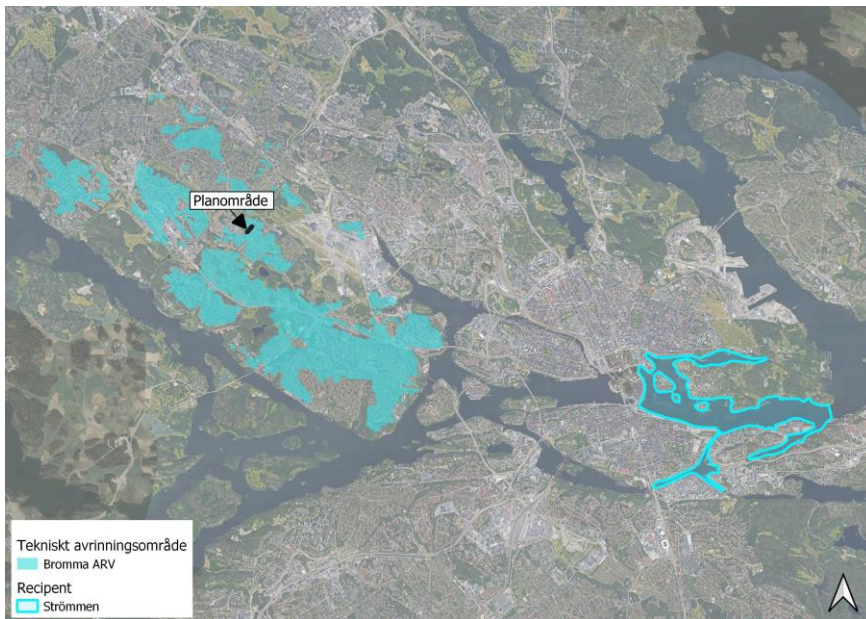 Planområde
Tekniskt avrinningsområde
Bromma ARV
Recipent
Strömmen